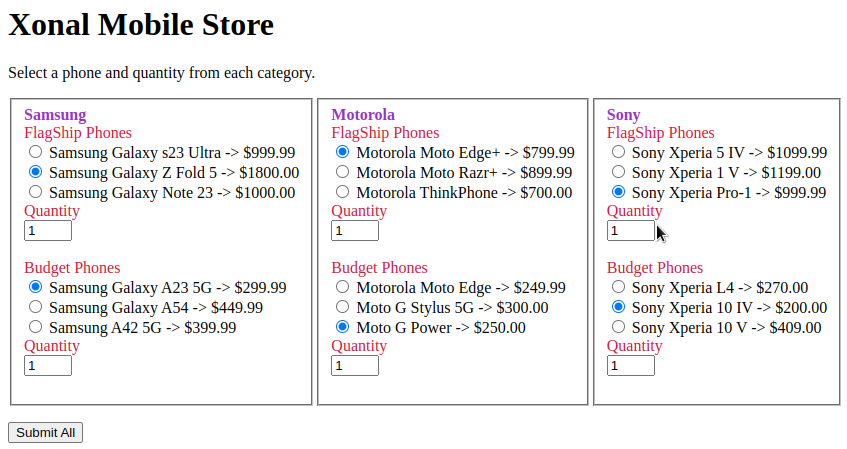 Xonal Mobile Store
Select a phone and quantity from each category.
Samsung
FlagShip Phones
Samsung Galaxy s23 Ultra -> $999.99
Samsung Galaxy Z Fold 5 -> $1800.00
Samsung Galaxy Note 23 -> $1000.00
Quantity
1
Budget Phones
Samsung Galaxy A23 5G -> $299.99
Samsung Galaxy A54 -> $449.99
Samsung A42 5G -> $399.99
Quantity
1
Motorola
FlagShip Phones
Motorola Moto Edge+ -> $799.99
Motorola Moto Razr+ -> $899.99
Motorola ThinkPhone -> $700.00
Quantity
1
Budget Phones
Motorola Moto Edge -> $249.99
Moto G Stylus 5G -> $300.00
Moto G Power -> $250.00
Quantity
1
Sony
FlagShip Phones
Sony Xperia 5 IV -> $1099.99
Sony Xperia 1 V -> $1199.00
Sony Xperia Pro-1 -> $999.99
Quantity
1
Budget Phones
Sony Xperia L4 -> $270.00
Sony Xperia 10 IV -> $200.00
Sony Xperia 10 V -> $409.00
Quantity
1
Submit All